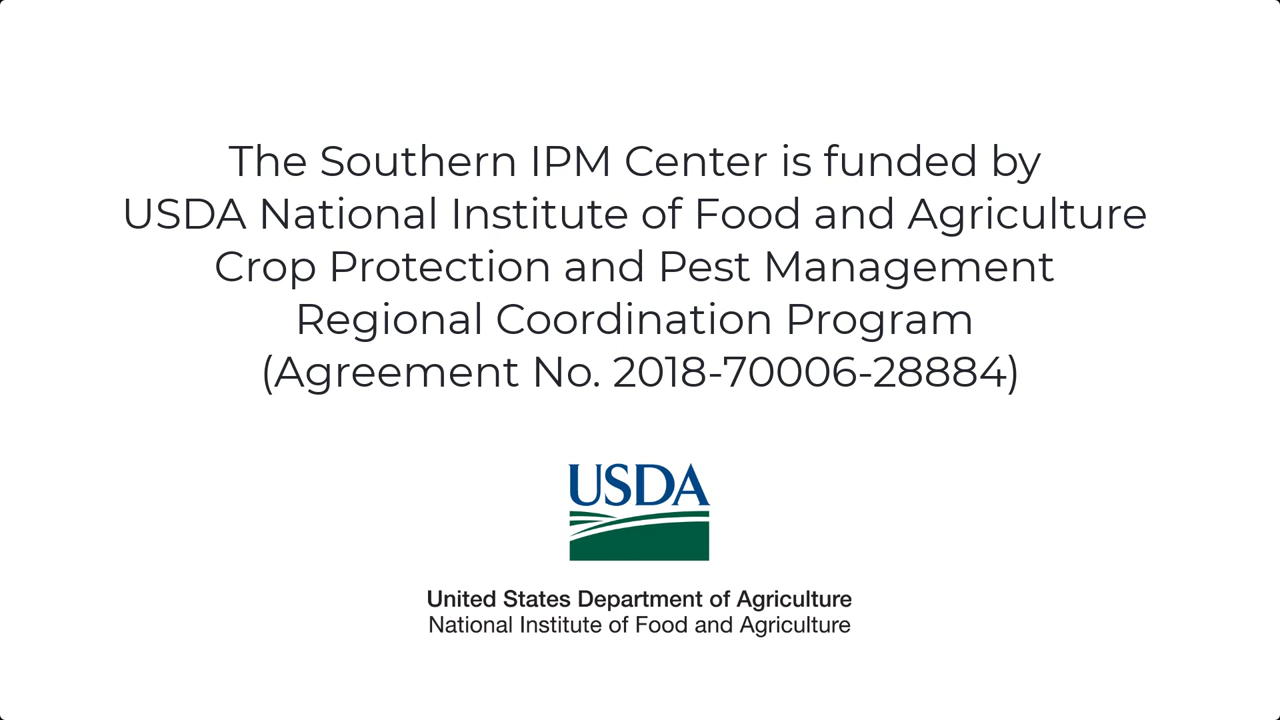 The Southern IPM Center is funded by
USDA National Institute of Food and Agriculture
Crop Protection and Pest Management
Regional Coordination Program
(Agreement No. 2018-70006-28884)
USDA
United States Department of Agriculture
National Institute of Food and Agriculture